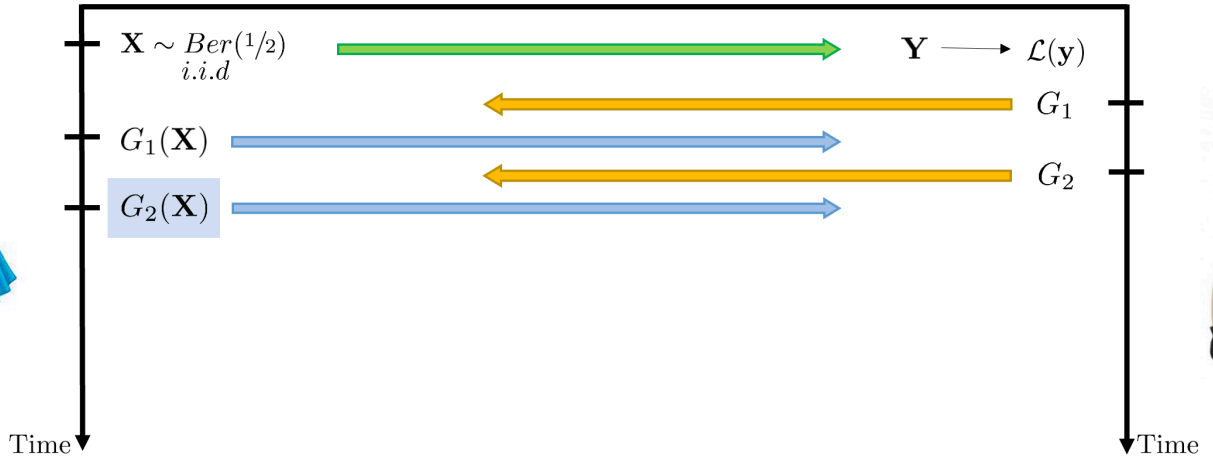 X ∼ Ber(1/2) Y ℒ(y)
i.i.d
G₁
G₁(X)
G₂
G₂(X)
Time Time